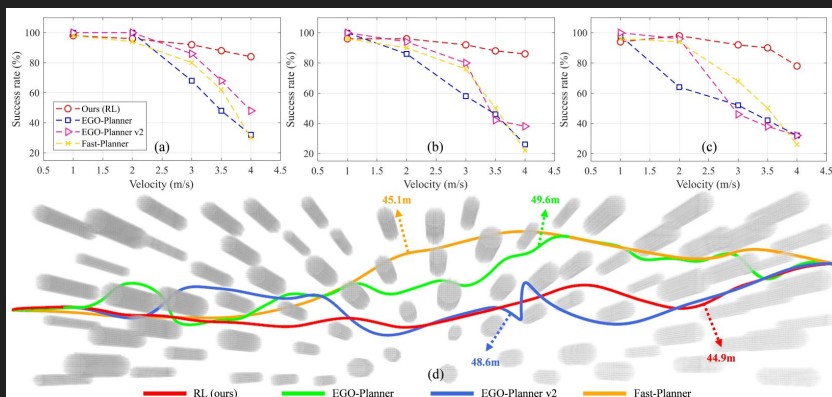 100
80
60
40
20
Success rate (%)
Ours (RL)
EGO-Planner
EGO-Planner v2
Fast-Planner
(a)
0.5 1 1.5 2 2.5 3 3.5 4 4.5
Velocity (m/s)
100
80
60
40
20
Success rate (%)
(b)
0.5 1 1.5 2 2.5 3 3.5 4 4.5
Velocity (m/s)
100
80
60
40
20
Success rate (%)
(c)
0.5 1 1.5 2 2.5 3 3.5 4 4.5
Velocity (m/s)
45.1m
49.6m
48.6m
44.9m
(d)
RL (ours) EGO-Planner EGO-Planner v2 Fast-Planner